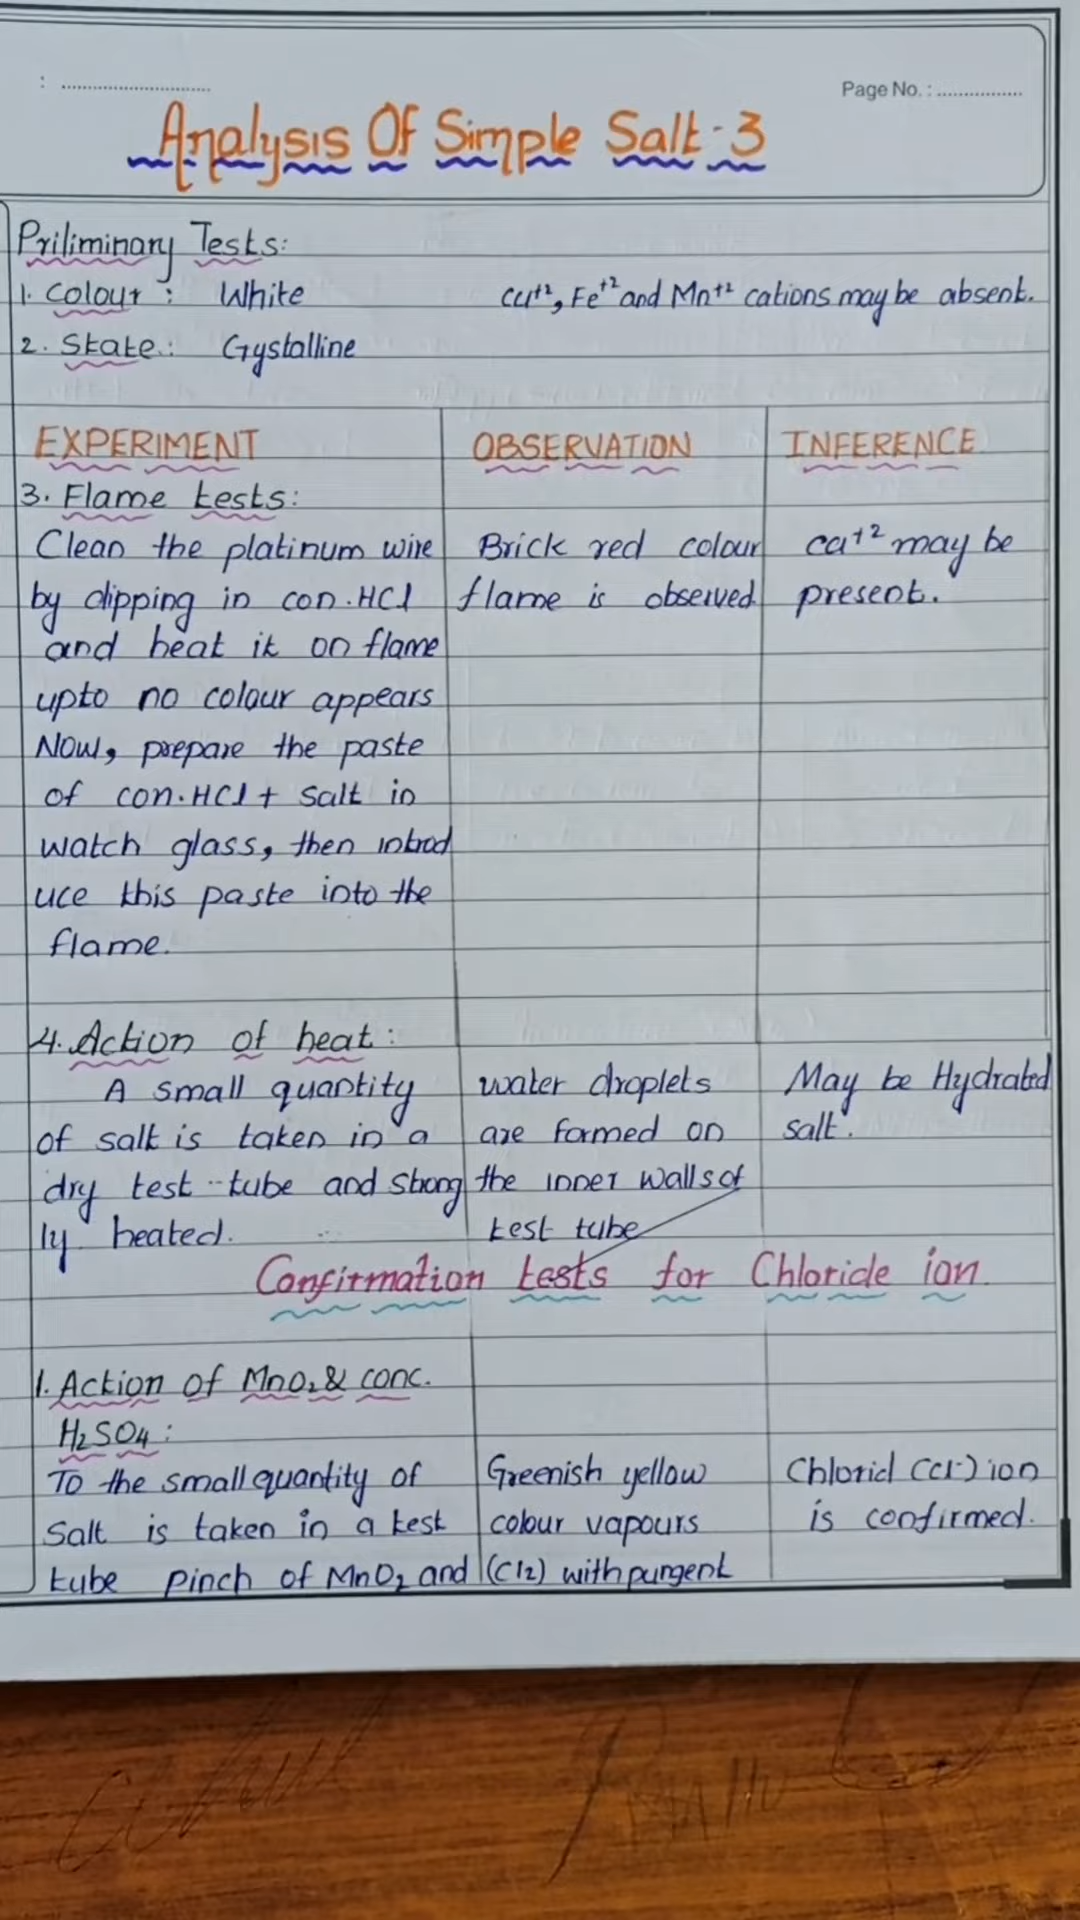 Page No. :
Analysis Of Simple Salt-3
Priliminary Tests:
1. Colour : White Cu+2, Fe+2 and Mn+2 cations may be absent.
2. State : Crystalline
EXPERIMENT OBSERVATION INFERENCE
3. Flame tests:
Clean the platinum wire Brick red colour ca+2 may be
by dipping in con.HCl flame is observed present.
and heat it on flame
upto no colour appears
Now, prepare the paste
of con.HCl + salt in
watch glass, then introd
uce this paste into the
flame.
4. Action of heat :
A small quantity water droplets May be Hydrated
of salt is taken in a are formed on salt.
dry test-tube and strong the inner walls of
ly heated. test tube
Confirmation tests for Chloride ion
1. Action of MnO2 & conc.
H2SO4 :
To the small quantity of Greenish yellow Chlorid (cl-) ion
Salt is taken in a test colour vapours is confirmed.
tube pinch of MnO2 and (Cl2) with pungent